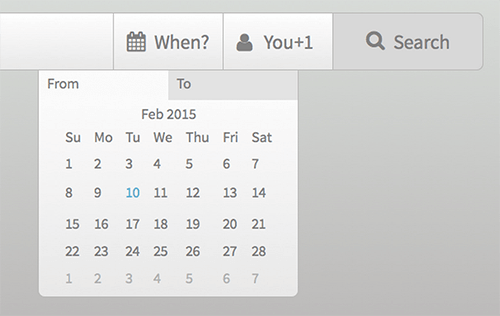 When? You+1 Search
From To
Feb 2015
Su Mo Tu We Thu Fri Sat
1 2 3 4 5 6 7
8 9 10 11 12 13 14
15 16 17 18 19 20 21
22 23 24 25 26 27 28
1 2 3 4 5 6 7